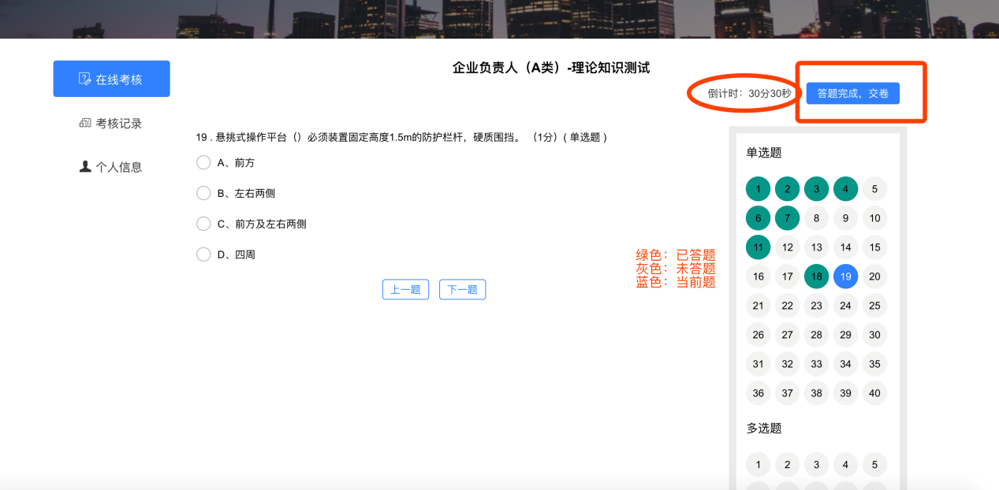 在线考核
考核记录
个人信息
企业负责人（A类）-理论知识测试
倒计时：30分30秒
答题完成，交卷
19 . 悬挑式操作平台（）必须装置固定高度1.5m的防护栏杆，硬质围挡。 （1分）( 单选题 )
A、前方
B、左右两侧
C、前方及左右两侧
D、四周
上一题 下一题
绿色：已答题
灰色：未答题
蓝色：当前题
单选题
1 2 3 4 5
6 7 8 9 10
11 12 13 14 15
16 17 18 19 20
21 22 23 24 25
26 27 28 29 30
31 32 33 34 35
36 37 38 39 40
多选题
1 2 3 4 5